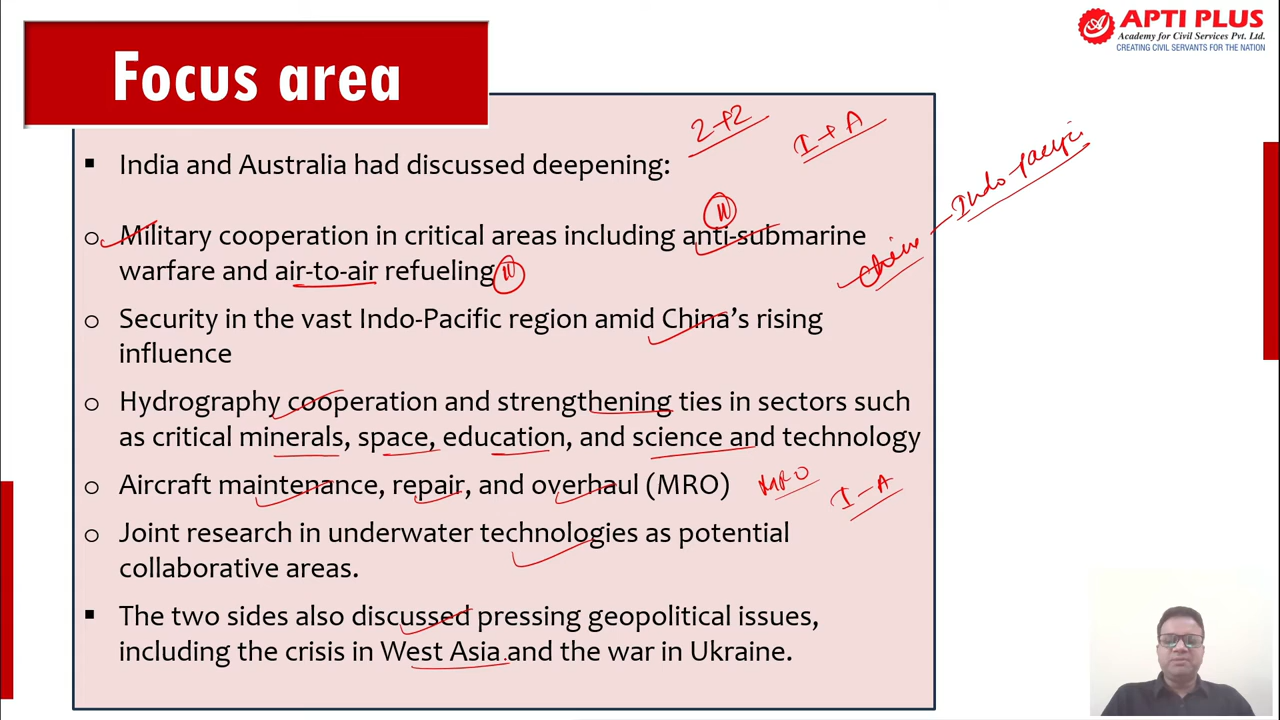 APTI PLUS
Academy for Civil Services Pvt. Ltd.
CREATING CIVIL SERVANTS FOR THE NATION
Focus area
2+2
I + A
▪ India and Australia had discussed deepening:
Indo-pacific
o Military cooperation in critical areas including anti-submarine
warfare and air-to-air refueling
China
o Security in the vast Indo-Pacific region amid China's rising
influence
o Hydrography cooperation and strengthening ties in sectors such
as critical minerals, space, education, and science and technology
o Aircraft maintenance, repair, and overhaul (MRO)
MRO
I - A
o Joint research in underwater technologies as potential
collaborative areas.
▪ The two sides also discussed pressing geopolitical issues,
including the crisis in West Asia and the war in Ukraine.